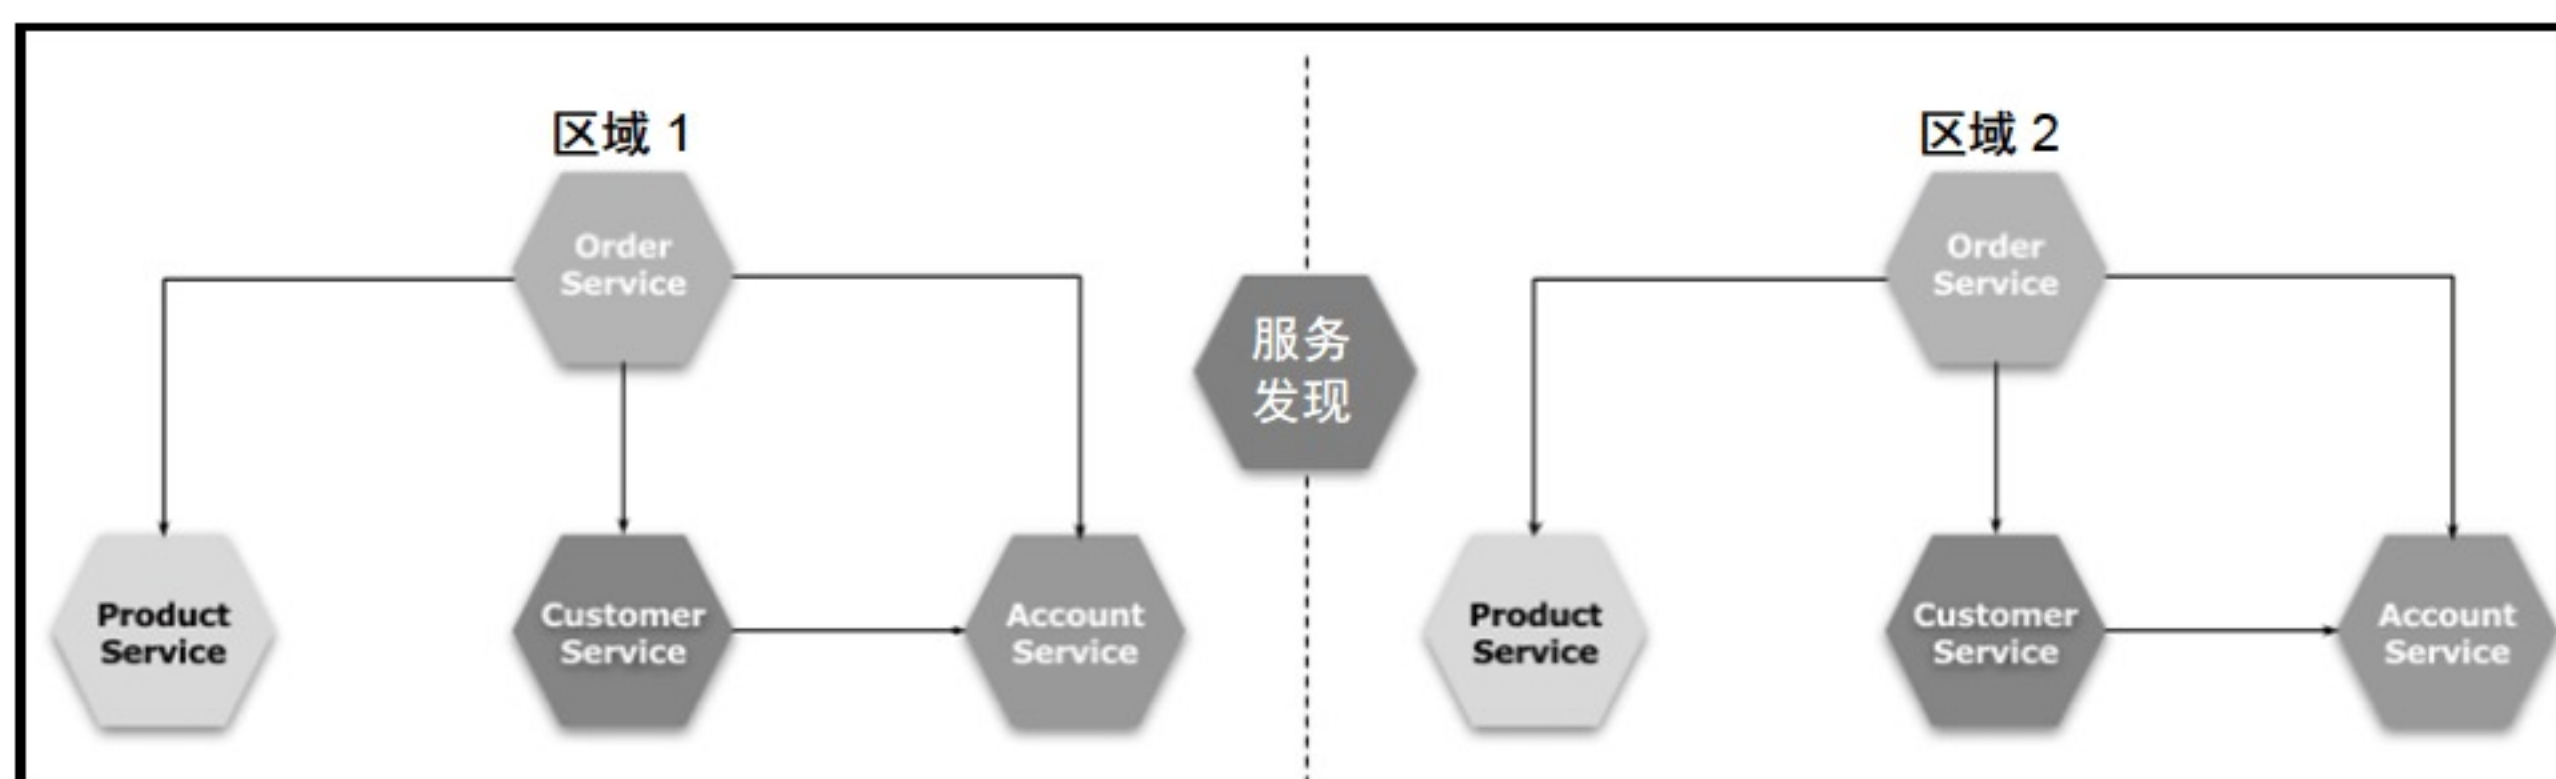 区域 1
Order
Service
Product
Service
Customer
Service
Account
Service
服务
发现
区域 2
Order
Service
Product
Service
Customer
Service
Account
Service